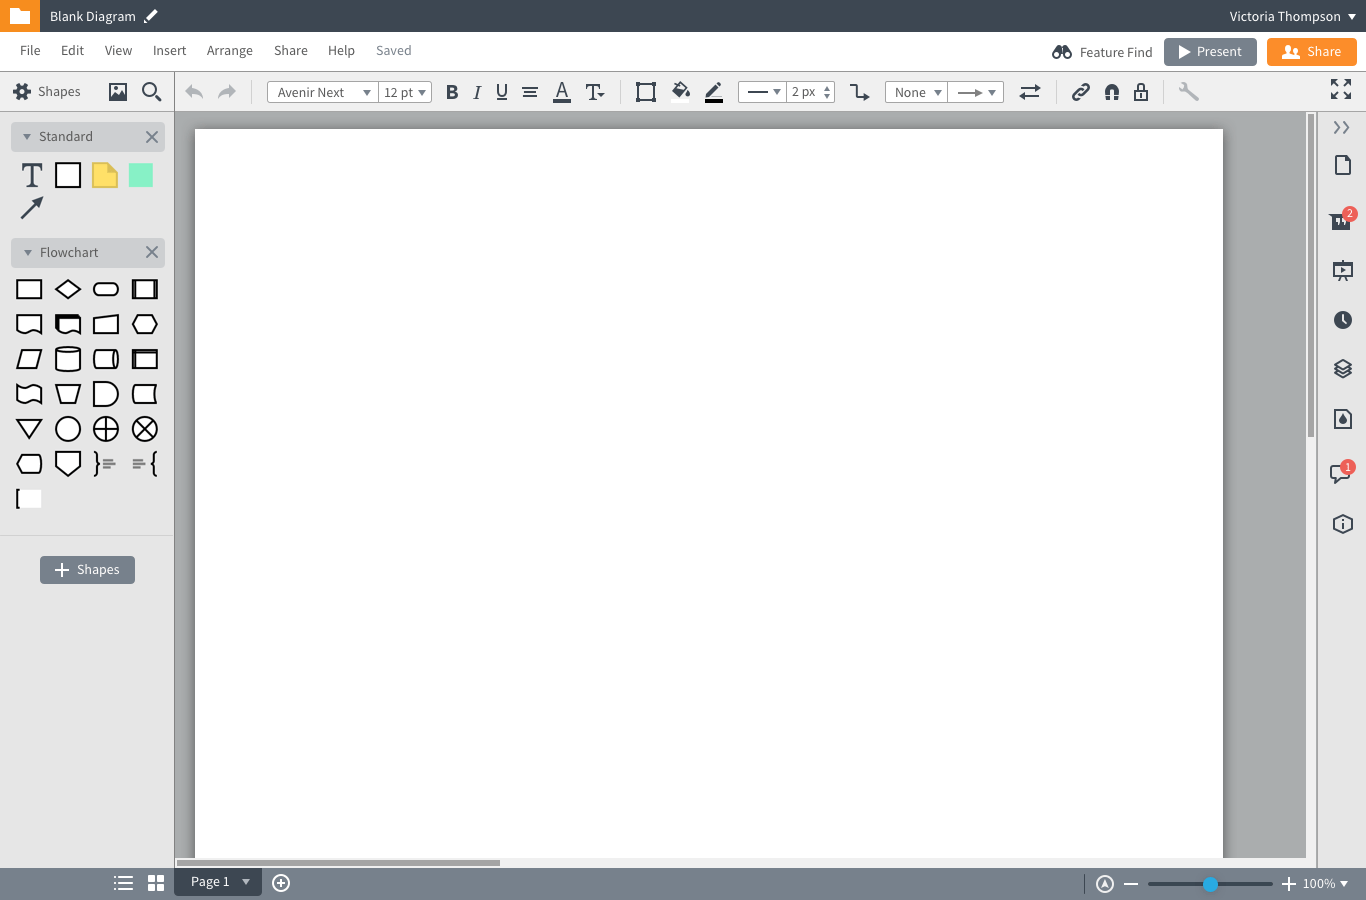 Blank Diagram
Victoria Thompson
File Edit View Insert Arrange Share Help Saved
Feature Find Present Share
Shapes
Avenir Next 12 pt B I U A T 2 px None
Standard
T
2
Flowchart
1
Shapes
Page 1
100%